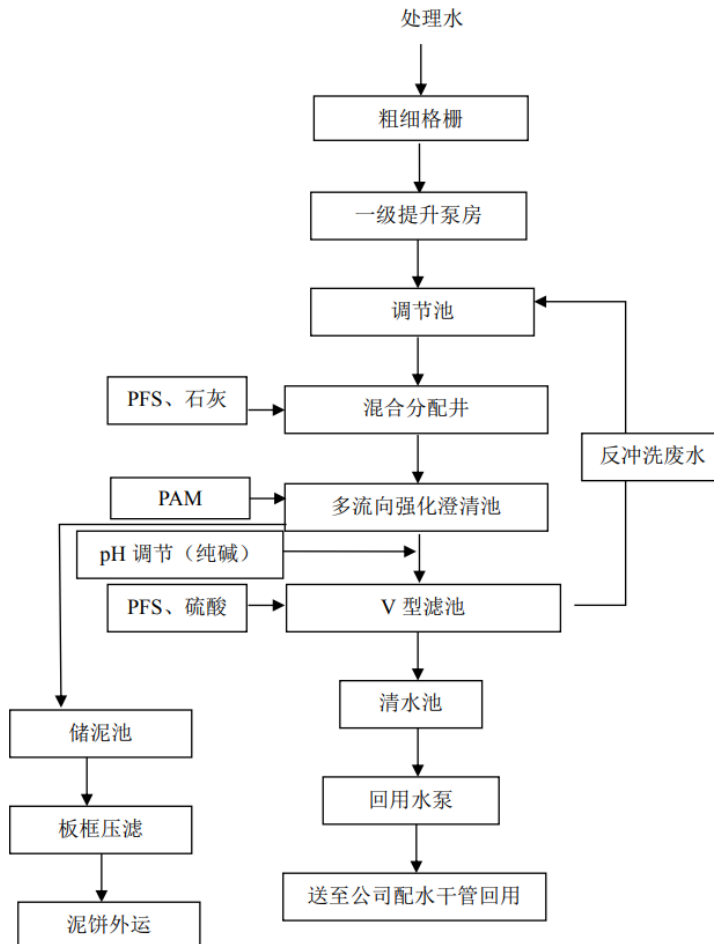 处理水
粗细格栅
一级提升泵房
调节池
PFS、石灰
混合分配井
反冲洗废水
PAM
多流向强化澄清池
pH 调节（纯碱）
PFS、硫酸
V 型滤池
清水池
储泥池
回用水泵
板框压滤
送至公司配水干管回用
泥饼外运